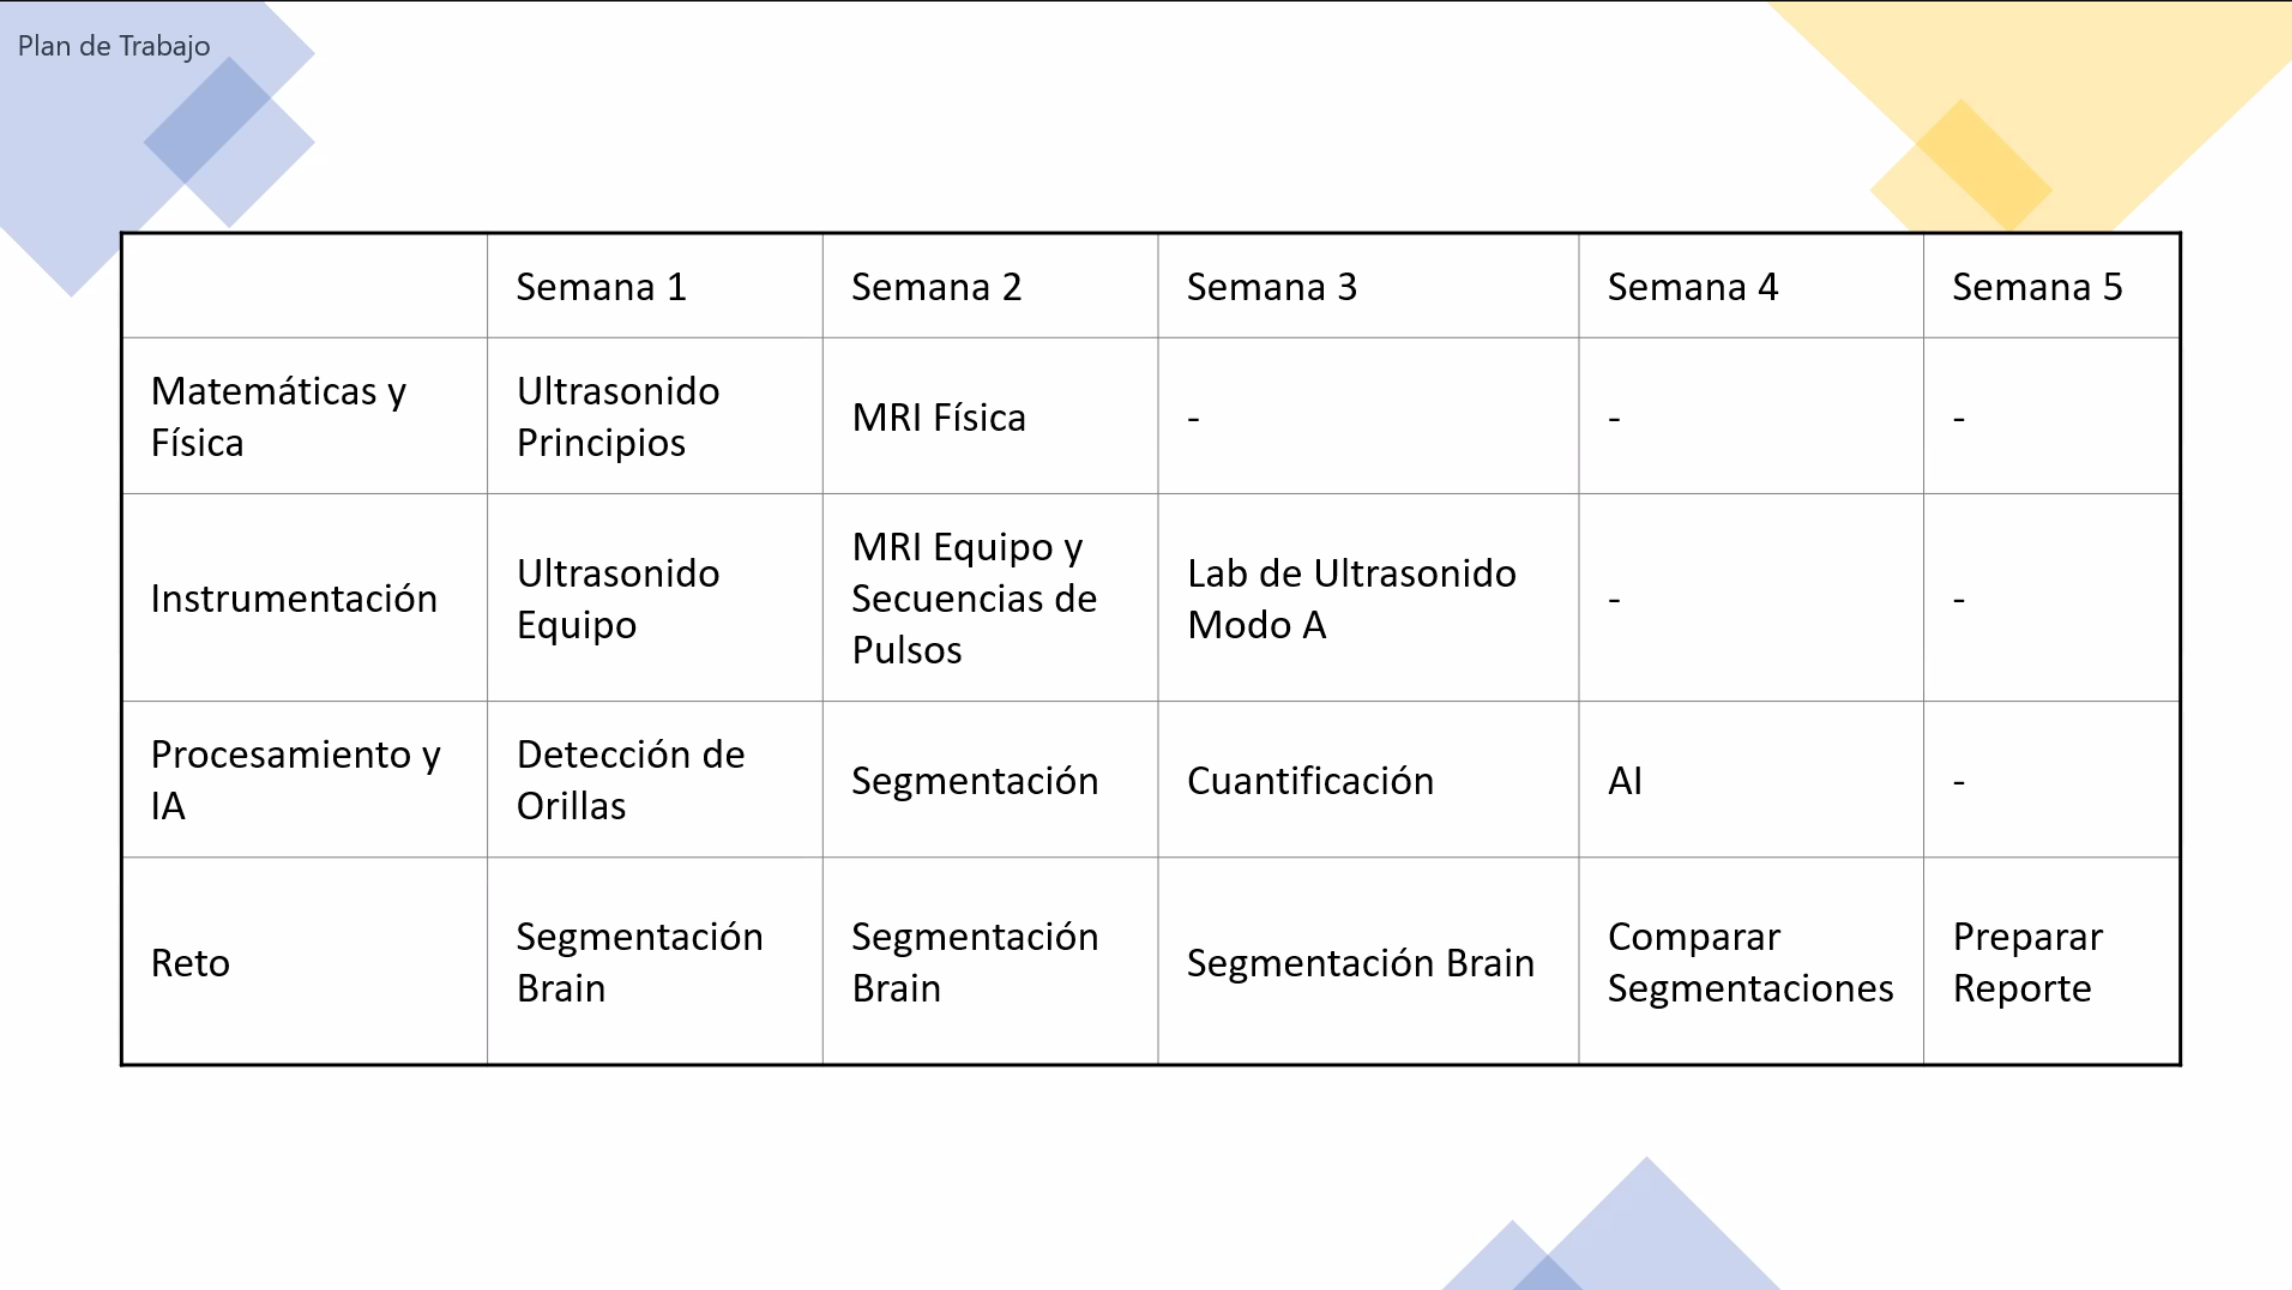 Plan de Trabajo
Semana 1
Semana 2
Semana 3
Semana 4
Semana 5
Matemáticas y
Física
Ultrasonido
Principios
MRI Física
-
-
-
Instrumentación
Ultrasonido
Equipo
MRI Equipo y
Secuencias de
Pulsos
Lab de Ultrasonido
Modo A
-
-
Procesamiento y
IA
Detección de
Orillas
Segmentación
Cuantificación
AI
-
Reto
Segmentación
Brain
Segmentación
Brain
Segmentación Brain
Comparar
Segmentaciones
Preparar
Reporte